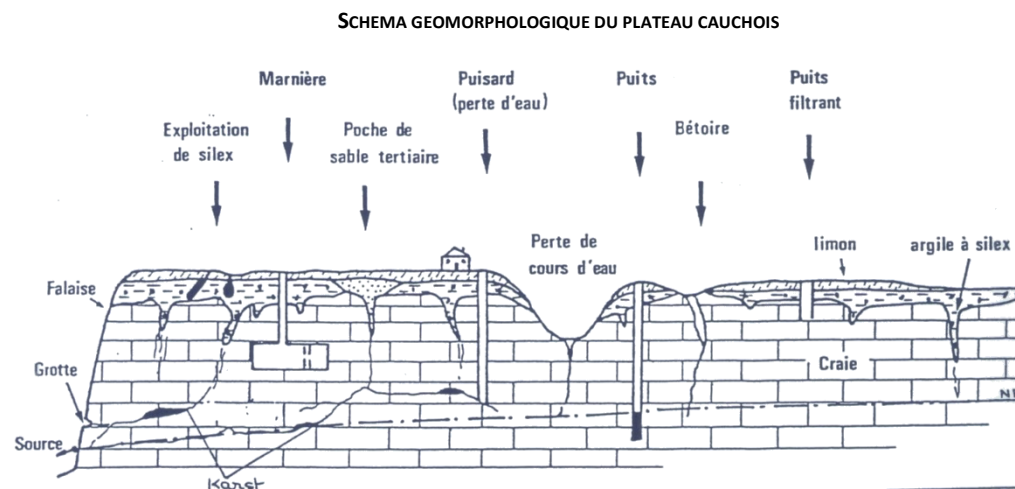 SCHEMA GEOMORPHOLOGIQUE DU PLATEAU CAUCHOIS
Marnière
Puisard
(perte d'eau)
Puits
Puits
filtrant
Exploitation
de silex
Poche de
sable tertiaire
Bétoire
Perte de
cours d'eau
limon
argile à silex
Falaise
Craie
Grotte
Source
Karst